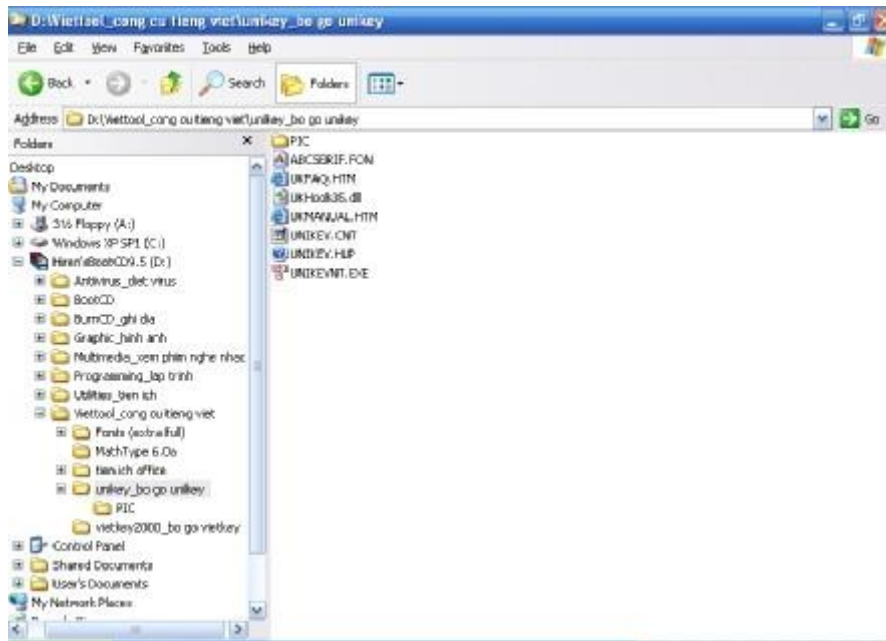 D:\Viettool_cong cu tieng viet\unikey_bo go unikey
File Edit View Favorites Tools Help
Back Search Folders
Address D:\Viettool_cong cu tieng viet\unikey_bo go unikey Go
Folders
Desktop
My Documents
My Computer
3½ Floppy (A:)
Windows XP SP1 (C:)
Hiren'sBootCD9.5 (D:)
Antivirus_diet virus
BootCD
BurnCD_ghi dia
Graphic_hinh anh
Multimedia_xem phim nghe nhac
Programming_lap trinh
Utilities_tien ich
Viettool_cong cu tieng viet
Fonts (extra full)
MathType 6.0a
tien ich office
unikey_bo go unikey
PIC
vietkey2000_bo go vietkey
Control Panel
Shared Documents
User's Documents
My Network Places
PIC
ABCSERIF.FON
UKFAQ.HTM
UKHook35.dll
UKMANUAL.HTM
UNIKEY.CNT
UNIKEY.HLP
UNIKEYNT.EXE